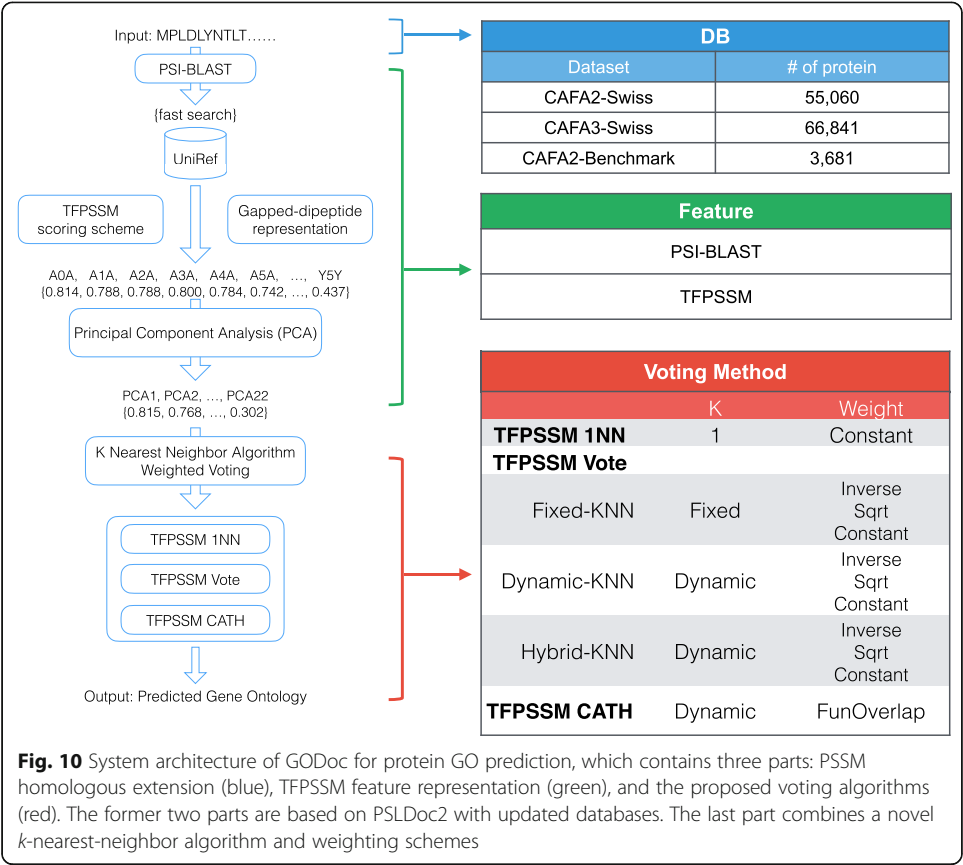 Input: MPLDLYNTLT......
PSI-BLAST
{fast search}
UniRef
TFPSSM
scoring scheme
Gapped-dipeptide
representation
A0A, A1A, A2A, A3A, A4A, A5A, ..., Y5Y
{0.814, 0.788, 0.788, 0.800, 0.784, 0.742, ..., 0.437}
Principal Component Analysis (PCA)
PCA1, PCA2, ..., PCA22
{0.815, 0.768, ..., 0.302}
K Nearest Neighbor Algorithm
Weighted Voting
TFPSSM 1NN
TFPSSM Vote
TFPSSM CATH
Output: Predicted Gene Ontology
DB
Dataset # of protein
CAFA2-Swiss 55,060
CAFA3-Swiss 66,841
CAFA2-Benchmark 3,681
Feature
PSI-BLAST
TFPSSM
Voting Method
K Weight
TFPSSM 1NN 1 Constant
TFPSSM Vote
Fixed-KNN Fixed Inverse
Sqrt
Constant
Dynamic-KNN Dynamic Inverse
Sqrt
Constant
Hybrid-KNN Dynamic Inverse
Sqrt
Constant
TFPSSM CATH Dynamic FunOverlap
Fig. 10 System architecture of GODoc for protein GO prediction, which contains three parts: PSSM
homologous extension (blue), TFPSSM feature representation (green), and the proposed voting algorithms
(red). The former two parts are based on PSLDoc2 with updated databases. The last part combines a novel
k-nearest-neighbor algorithm and weighting schemes